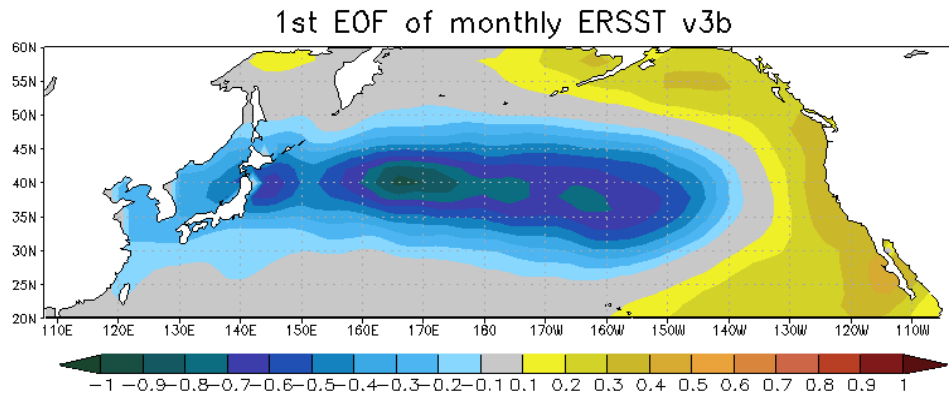 1st EOF of monthly ERSST v3b
60N
55N
50N
45N
40N
35N
30N
25N
20N
110E 120E 130E 140E 150E 160E 170E 180 170W 160W 150W 140W 130W 120W 110W
−1 −0.9 −0.8 −0.7 −0.6 −0.5 −0.4 −0.3 −0.2 −0.1 0.1 0.2 0.3 0.4 0.5 0.6 0.7 0.8 0.9 1